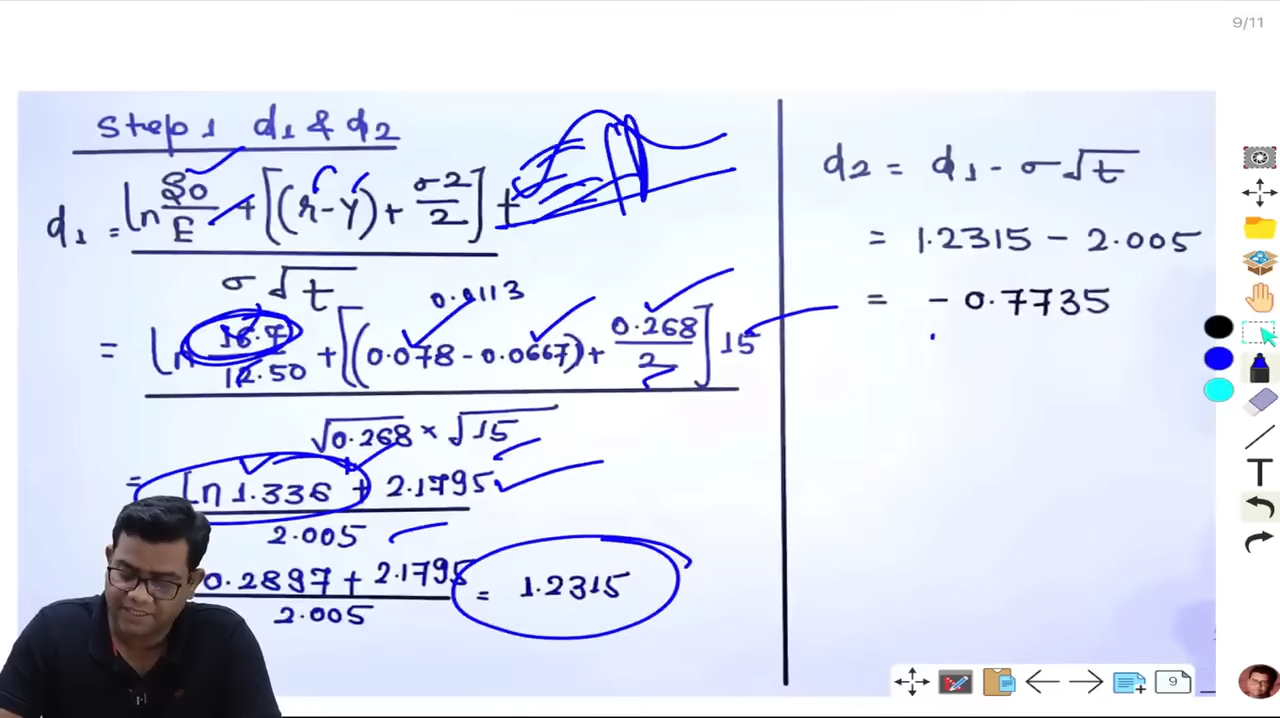 9/11
Step 1 d1 & d2
d1 = ln S0/E + [(r-y) + σ2/2] t
σ√t
0.0113
= ln 16.7/12.50 + [(0.078 - 0.0667) + 0.268/2] 15
√0.268 × √15
= ln 1.336 + 2.1795
2.005
0.2897 + 2.1795 = 1.2315
2.005
d2 = d1 - σ√t
= 1.2315 - 2.005
= - 0.7735
T
9